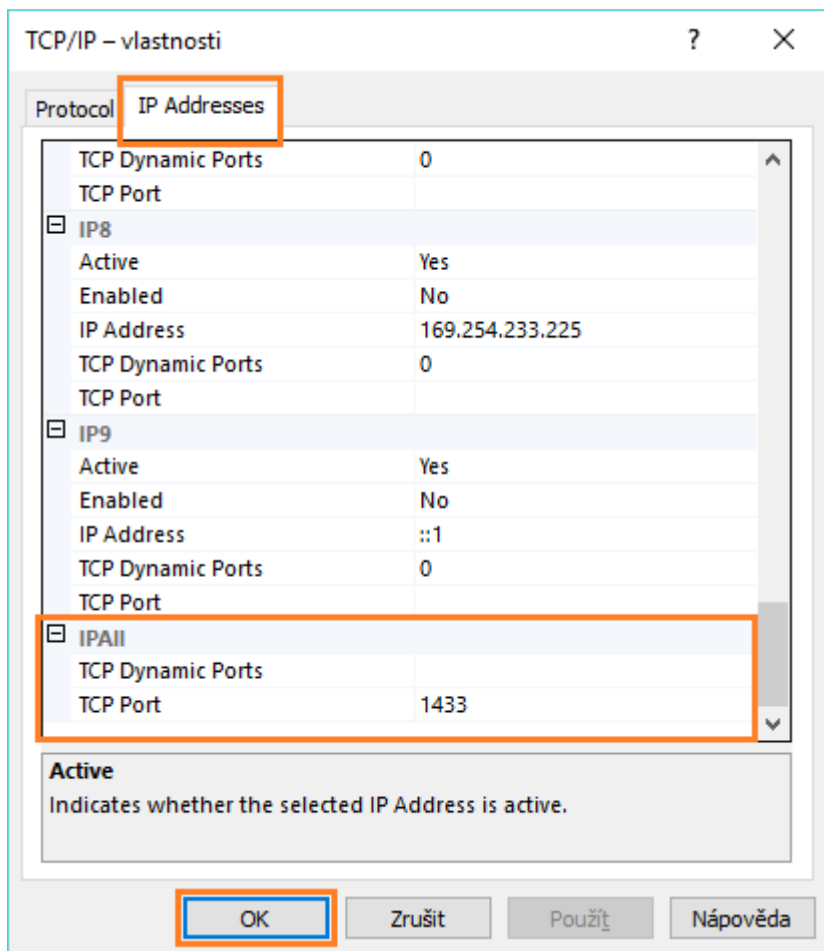 TCP/IP – vlastnosti
Protocol IP Addresses
TCP Dynamic Ports 0
TCP Port
IP8
Active Yes
Enabled No
IP Address 169.254.233.225
TCP Dynamic Ports 0
TCP Port
IP9
Active Yes
Enabled No
IP Address ::1
TCP Dynamic Ports 0
TCP Port
IPAll
TCP Dynamic Ports
TCP Port 1433
Active
Indicates whether the selected IP Address is active.
OK Zrušit Použít Nápověda